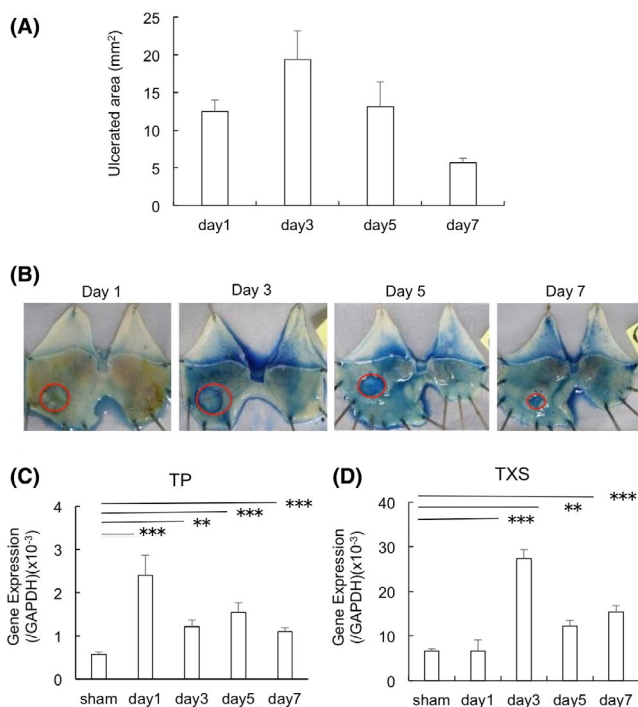 (A)
Ulcerated area (mm²)
25
20
15
10
5
0
day1 day3 day5 day7
(B)
Day 1 Day 3 Day 5 Day 7
(C)
TP
Gene Expression
(/GAPDH)(x10⁻³)
4
3
2
1
0
***
**
***
***
sham day1 day3 day5 day7
(D)
TXS
Gene Expression
(/GAPDH)(x10⁻³)
40
30
20
10
0
***
**
***
sham day1 day3 day5 day7